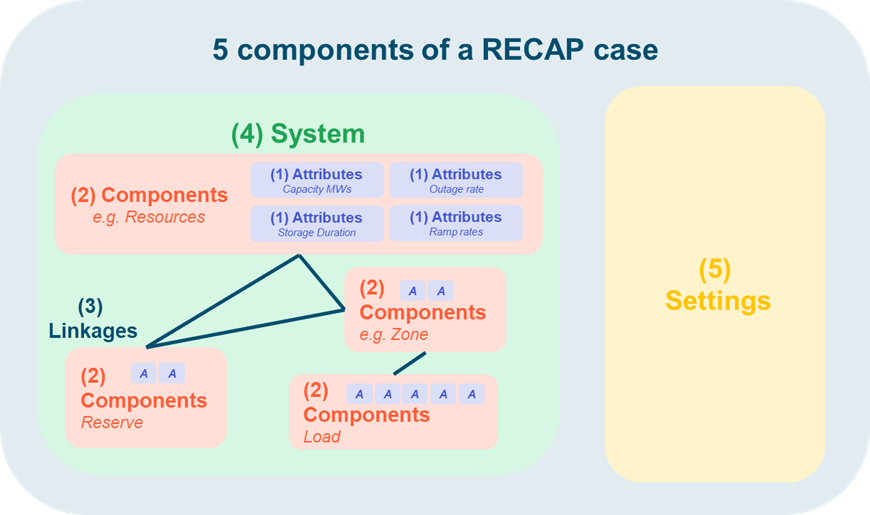 5 components of a RECAP case
(4) System
(2) Components
e.g. Resources
(1) Attributes
Capacity MWs
(1) Attributes
Outage rate
(1) Attributes
Storage Duration
(1) Attributes
Ramp rates
(3)
Linkages
(2)
A A
Components
e.g. Zone
(2)
A A
Components
Reserve
(2)
A A A A A
Components
Load
(5)
Settings